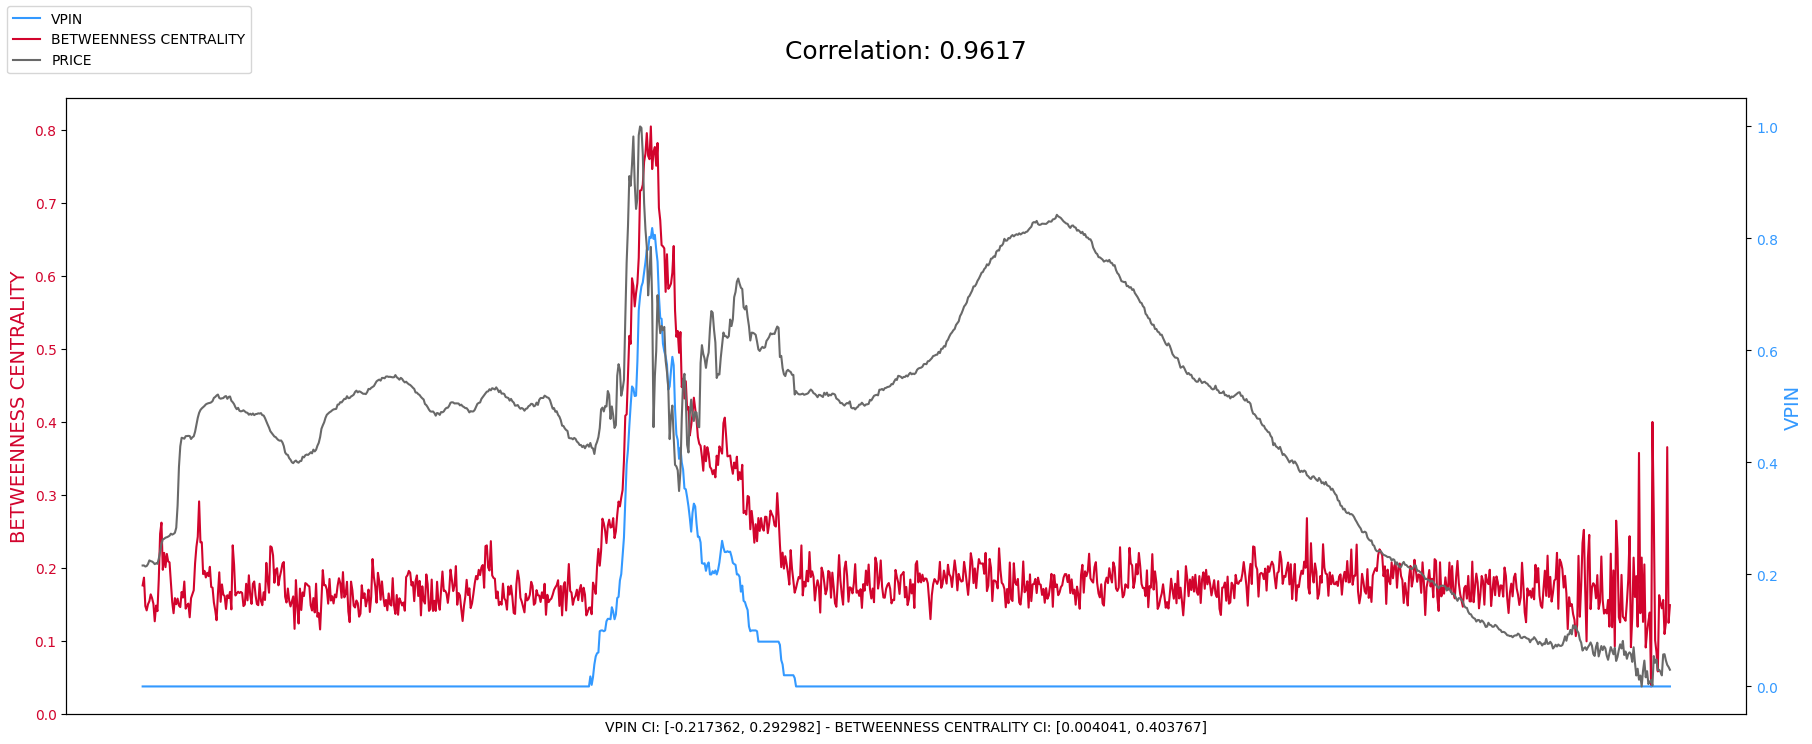 VPIN
BETWEENNESS CENTRALITY
PRICE
Correlation: 0.9617
BETWEENNESS CENTRALITY
0.8
0.7
0.6
0.5
0.4
0.3
0.2
0.1
0.0
1.0
0.8
0.6
0.4
0.2
0.0
VPIN
VPIN CI: [-0.217362, 0.292982] - BETWEENNESS CENTRALITY CI: [0.004041, 0.403767]